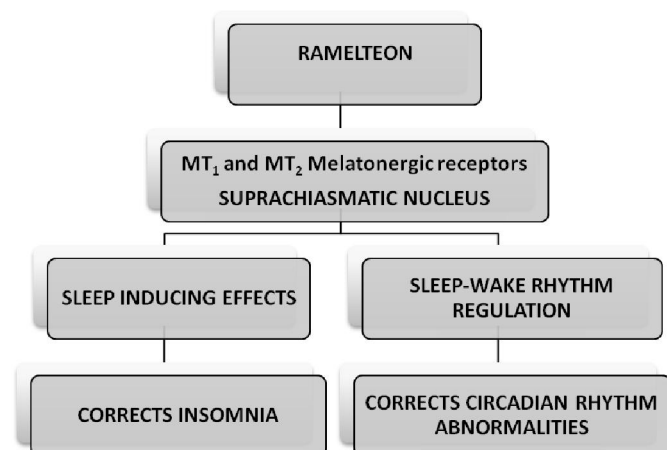 RAMELTEON
MT₁ and MT₂ Melatonergic receptors
SUPRACHIASMATIC NUCLEUS
SLEEP INDUCING EFFECTS
SLEEP-WAKE RHYTHM
REGULATION
CORRECTS INSOMNIA
CORRECTS CIRCADIAN RHYTHM
ABNORMALITIES